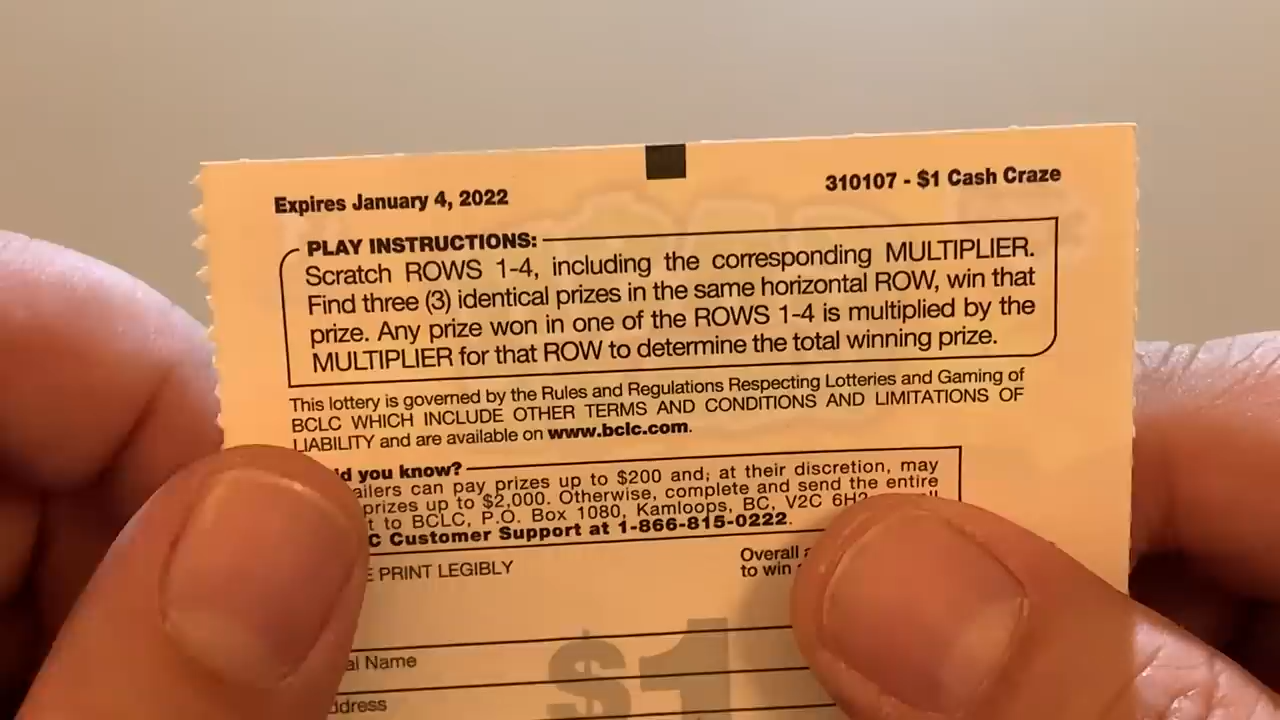 Expires January 4, 2022
310107 - $1 Cash Craze
PLAY INSTRUCTIONS:
Scratch ROWS 1-4, including the corresponding MULTIPLIER.
Find three (3) identical prizes in the same horizontal ROW, win that
prize. Any prize won in one of the ROWS 1-4 is multiplied by the
MULTIPLIER for that ROW to determine the total winning prize.
This lottery is governed by the Rules and Regulations Respecting Lotteries and Gaming of
BCLC WHICH INCLUDE OTHER TERMS AND CONDITIONS AND LIMITATIONS OF
LIABILITY and are available on www.bclc.com.
you know?
can pay prizes up to $200 and; at their discretion, may
prizes up to $2,000. Otherwise, complete and send the entire
to BCLC, P.O. Box 1080, Kamloops, BC, V2C
Customer Support at 1-866-815-0222.
PRINT LEGIBLY
Overall
to win
Name
$1